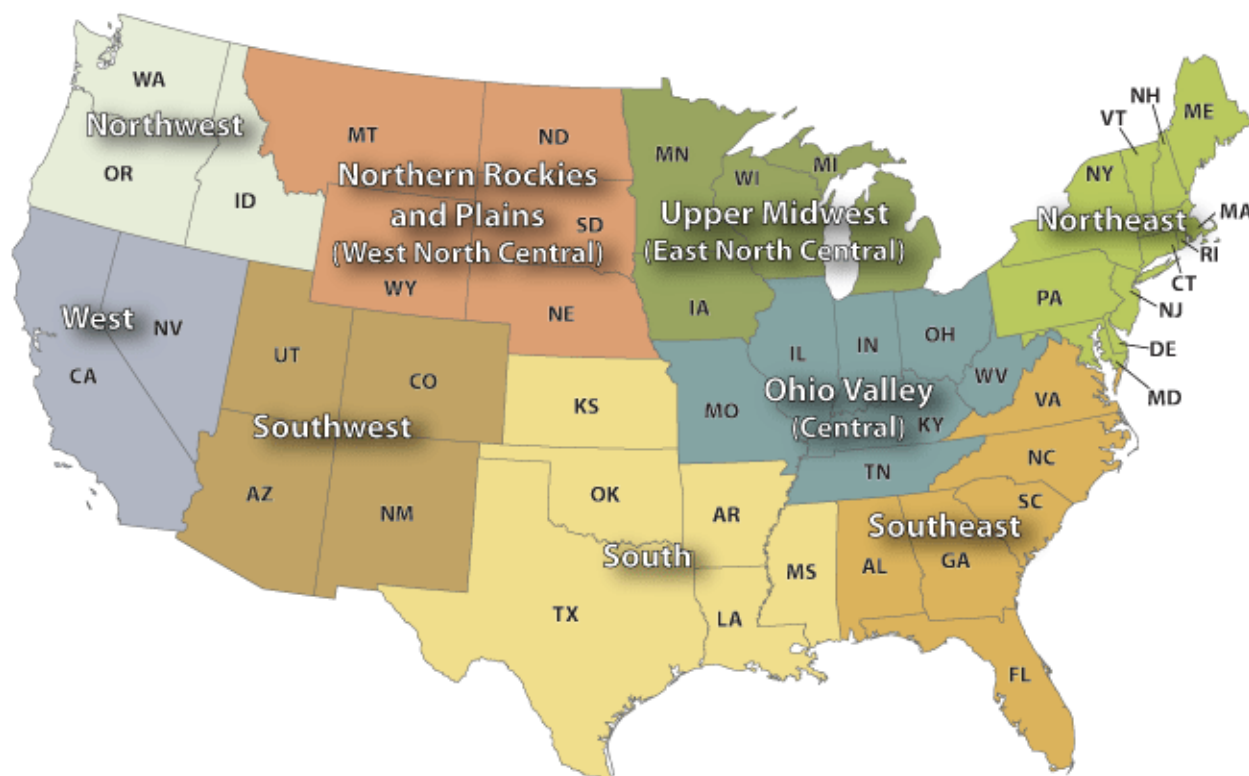 WA
Northwest
OR
ID
MT
ND
Northern Rockies
and Plains
(West North Central)
SD
WY
NE
MN
WI
MI
Upper Midwest
(East North Central)
IA
NH
VT
ME
NY
Northeast
MA
RI
CT
PA
NJ
DE
MD
West
NV
CA
UT
CO
Southwest
AZ
NM
KS
OK
AR
South
TX
LA
MS
IL
IN
OH
WV
Ohio Valley
(Central)
MO
KY
TN
VA
NC
SC
Southeast
AL
GA
FL